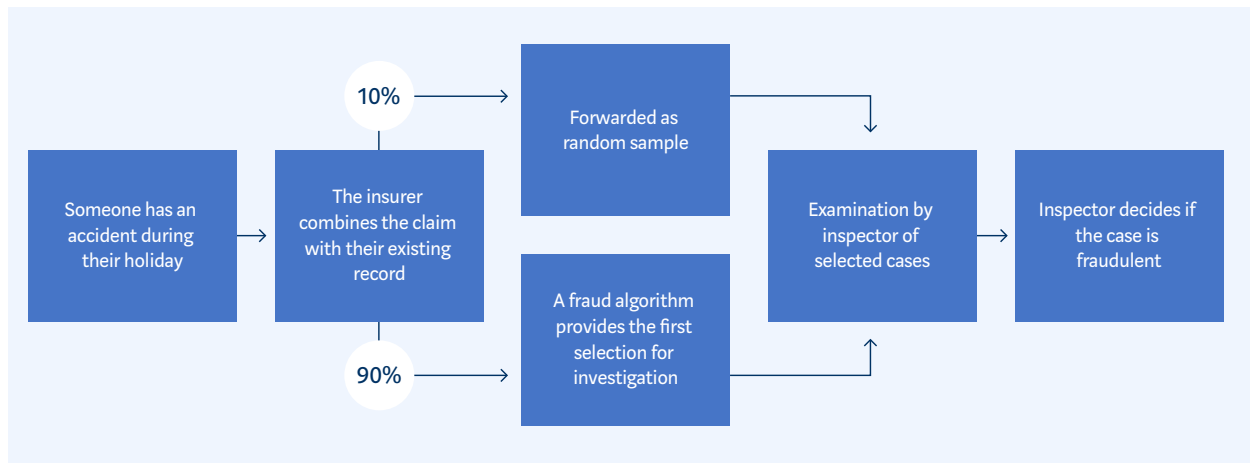 Someone has an
accident during
their holiday
The insurer
combines the claim
with their existing
record
10%
90%
Forwarded as
random sample
A fraud algorithm
provides the first
selection for
investigation
Examination by
inspector of
selected cases
Inspector decides if
the case is
fraudulent